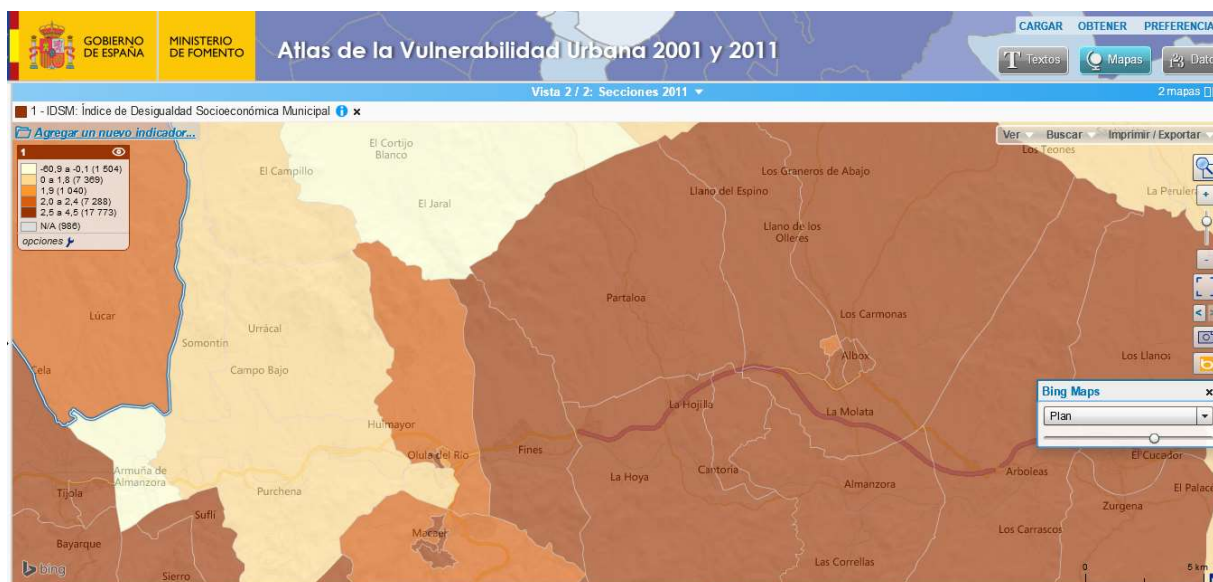 GOBIERNO
DE ESPAÑA
MINISTERIO
DE FOMENTO
Atlas de la Vulnerabilidad Urbana 2001 y 2011
CARGAR OBTENER PREFERENCIA
Textos Mapas Dato
Vista 2 / 2: Secciones 2011
2 mapas
1 - IDSM: Índice de Desigualdad Socioeconómica Municipal i x
Agregar un nuevo indicador...
Ver Buscar Imprimir / Exportar
1
-60,9 a -0,1 (1 504)
0 a 1,8 (7 369)
1,9 (1 040)
2,0 a 2,4 (7 288)
2,5 a 4,5 (17 773)
N/A (986)
opciones
El Cortijo
Blanco
El Campillo
El Jaral
Los Teones
Los Graneros de Abajo
Llano del Espino
La Perulera
Llano de los
Olleres
Partaloa
Los Carmonas
Lúcar
Urrácal
Somontín
Albox
Los Llanos
Cela
Campo Bajo
Bing Maps x
Plan
La Hojilla
La Molata
Hulmayor
Fines
Olula del Río
El Cucador
Armuña de
Almanzora
La Hoya
Cantoria
Almanzora
Arboleas
El Palace
Tíjola
Purchena
Zurgena
Suflí
Macael
Los Carrascos
Bayarque
Las Correllas
bing
Sierro
0 5 km